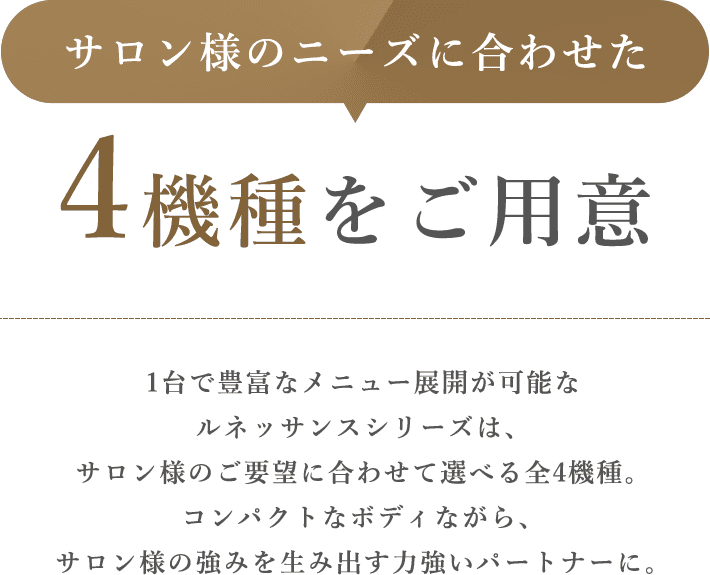 サロン様のニーズに合わせた
4機種をご用意
1台で豊富なメニュー展開が可能な
ルネッサンスシリーズは、
サロン様のご要望に合わせて選べる全4機種。
コンパクトなボディながら、
サロン様の強みを生み出す力強いパートナーに。